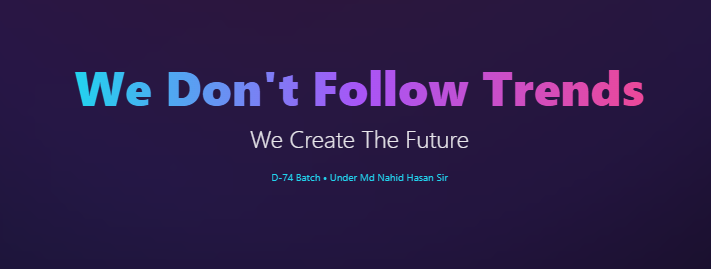 We Don't Follow Trends
We Create The Future
D-74 Batch • Under Md Nahid Hasan Sir